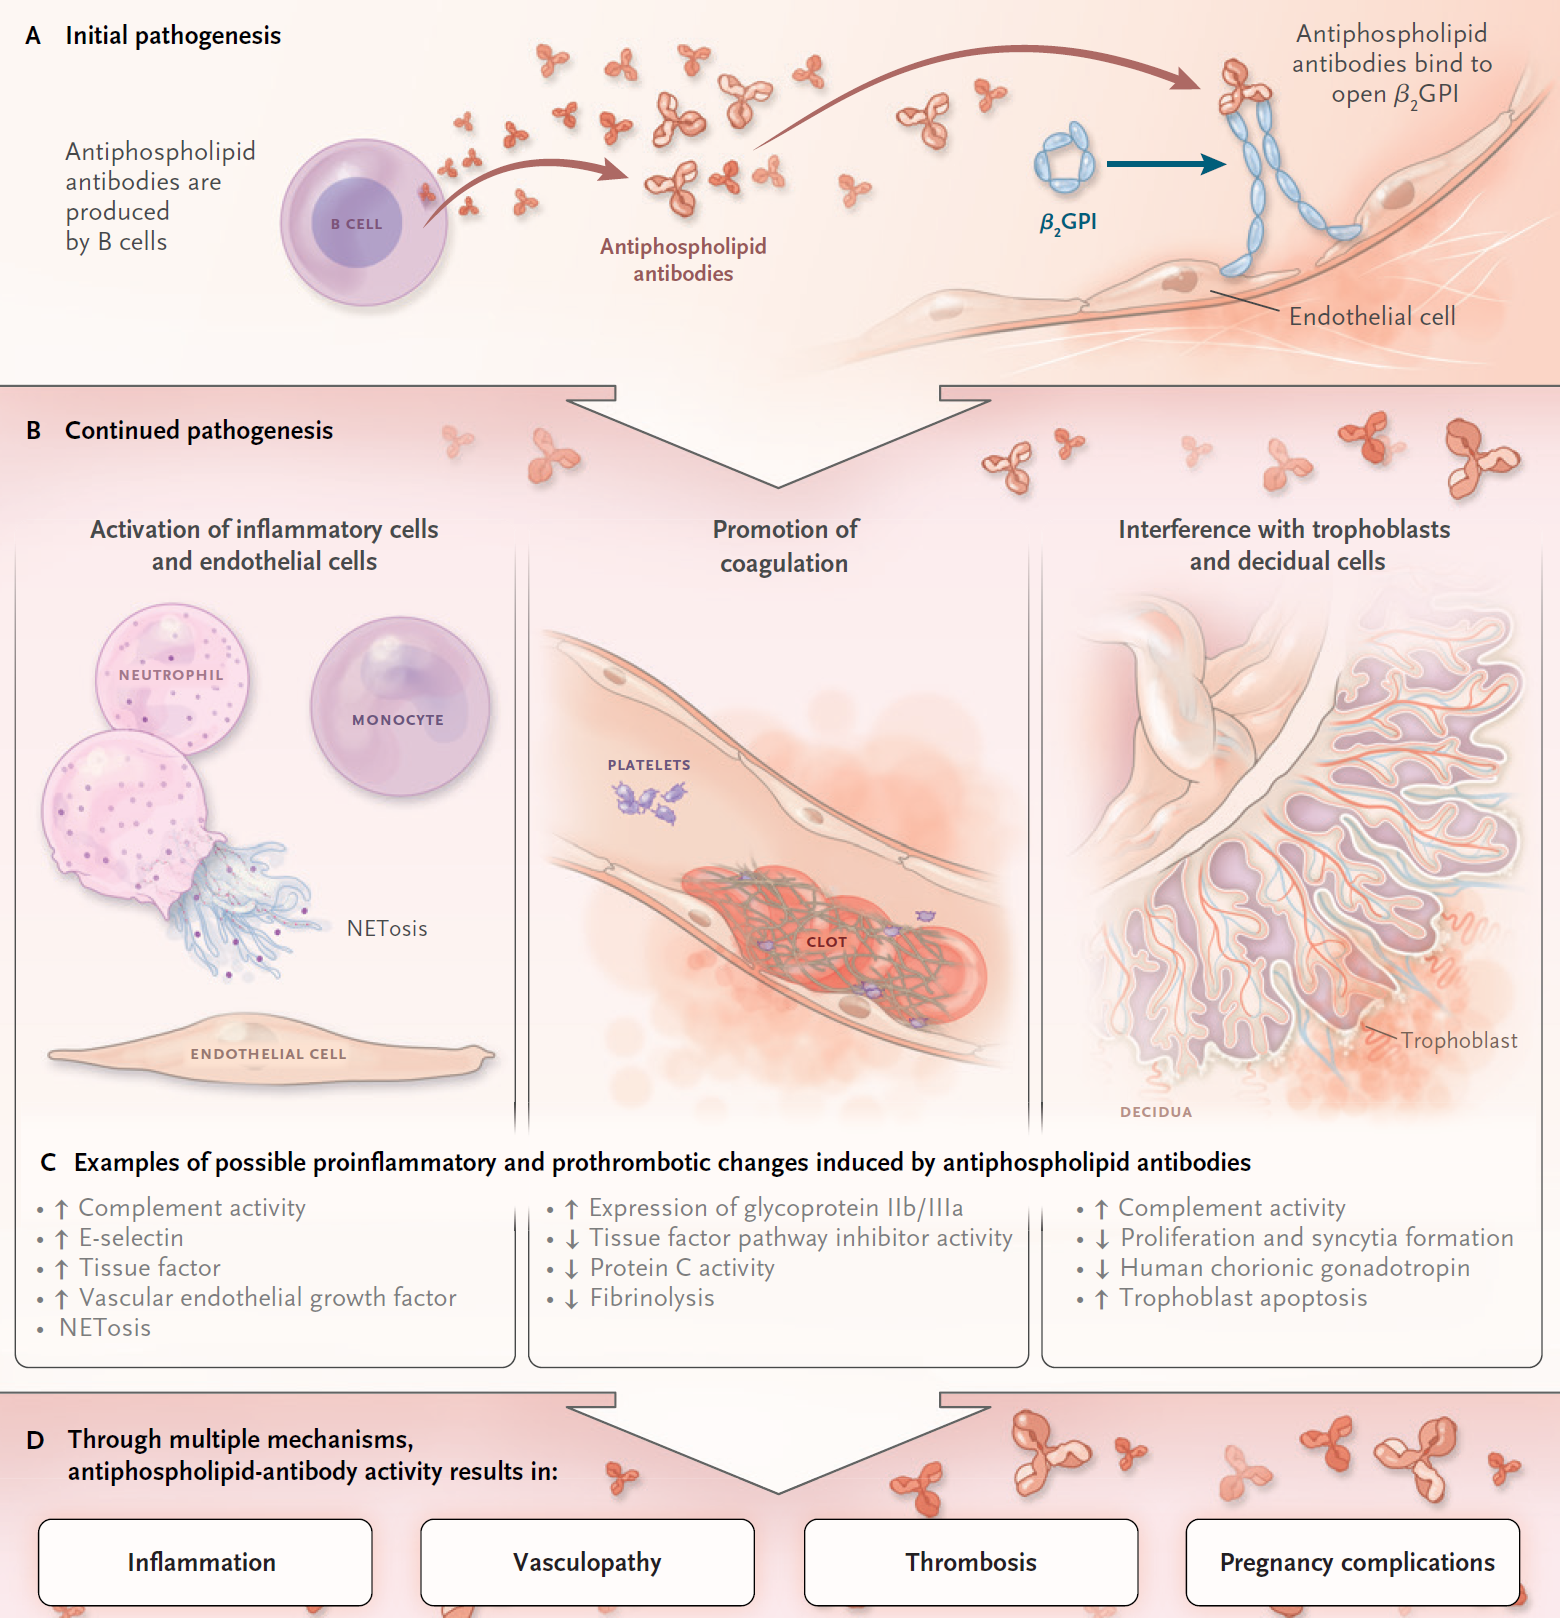 A Initial pathogenesis
Antiphospholipid
antibodies are
produced
by B cells
B CELL
Antiphospholipid
antibodies
β₂GPI
Antiphospholipid
antibodies bind to
open β₂GPI
Endothelial cell
B Continued pathogenesis
Activation of inflammatory cells
and endothelial cells
NEUTROPHIL
MONOCYTE
NETosis
ENDOTHELIAL CELL
Promotion of
coagulation
PLATELETS
CLOT
Interference with trophoblasts
and decidual cells
Trophoblast
DECIDUA
C Examples of possible proinflammatory and prothrombotic changes induced by antiphospholipid antibodies
• ↑ Complement activity
• ↑ E-selectin
• ↑ Tissue factor
• ↑ Vascular endothelial growth factor
• NETosis
• ↑ Expression of glycoprotein IIb/IIIa
• ↓ Tissue factor pathway inhibitor activity
• ↓ Protein C activity
• ↓ Fibrinolysis
• ↑ Complement activity
• ↓ Proliferation and syncytia formation
• ↓ Human chorionic gonadotropin
• ↑ Trophoblast apoptosis
D Through multiple mechanisms,
antiphospholipid-antibody activity results in:
Inflammation
Vasculopathy
Thrombosis
Pregnancy complications